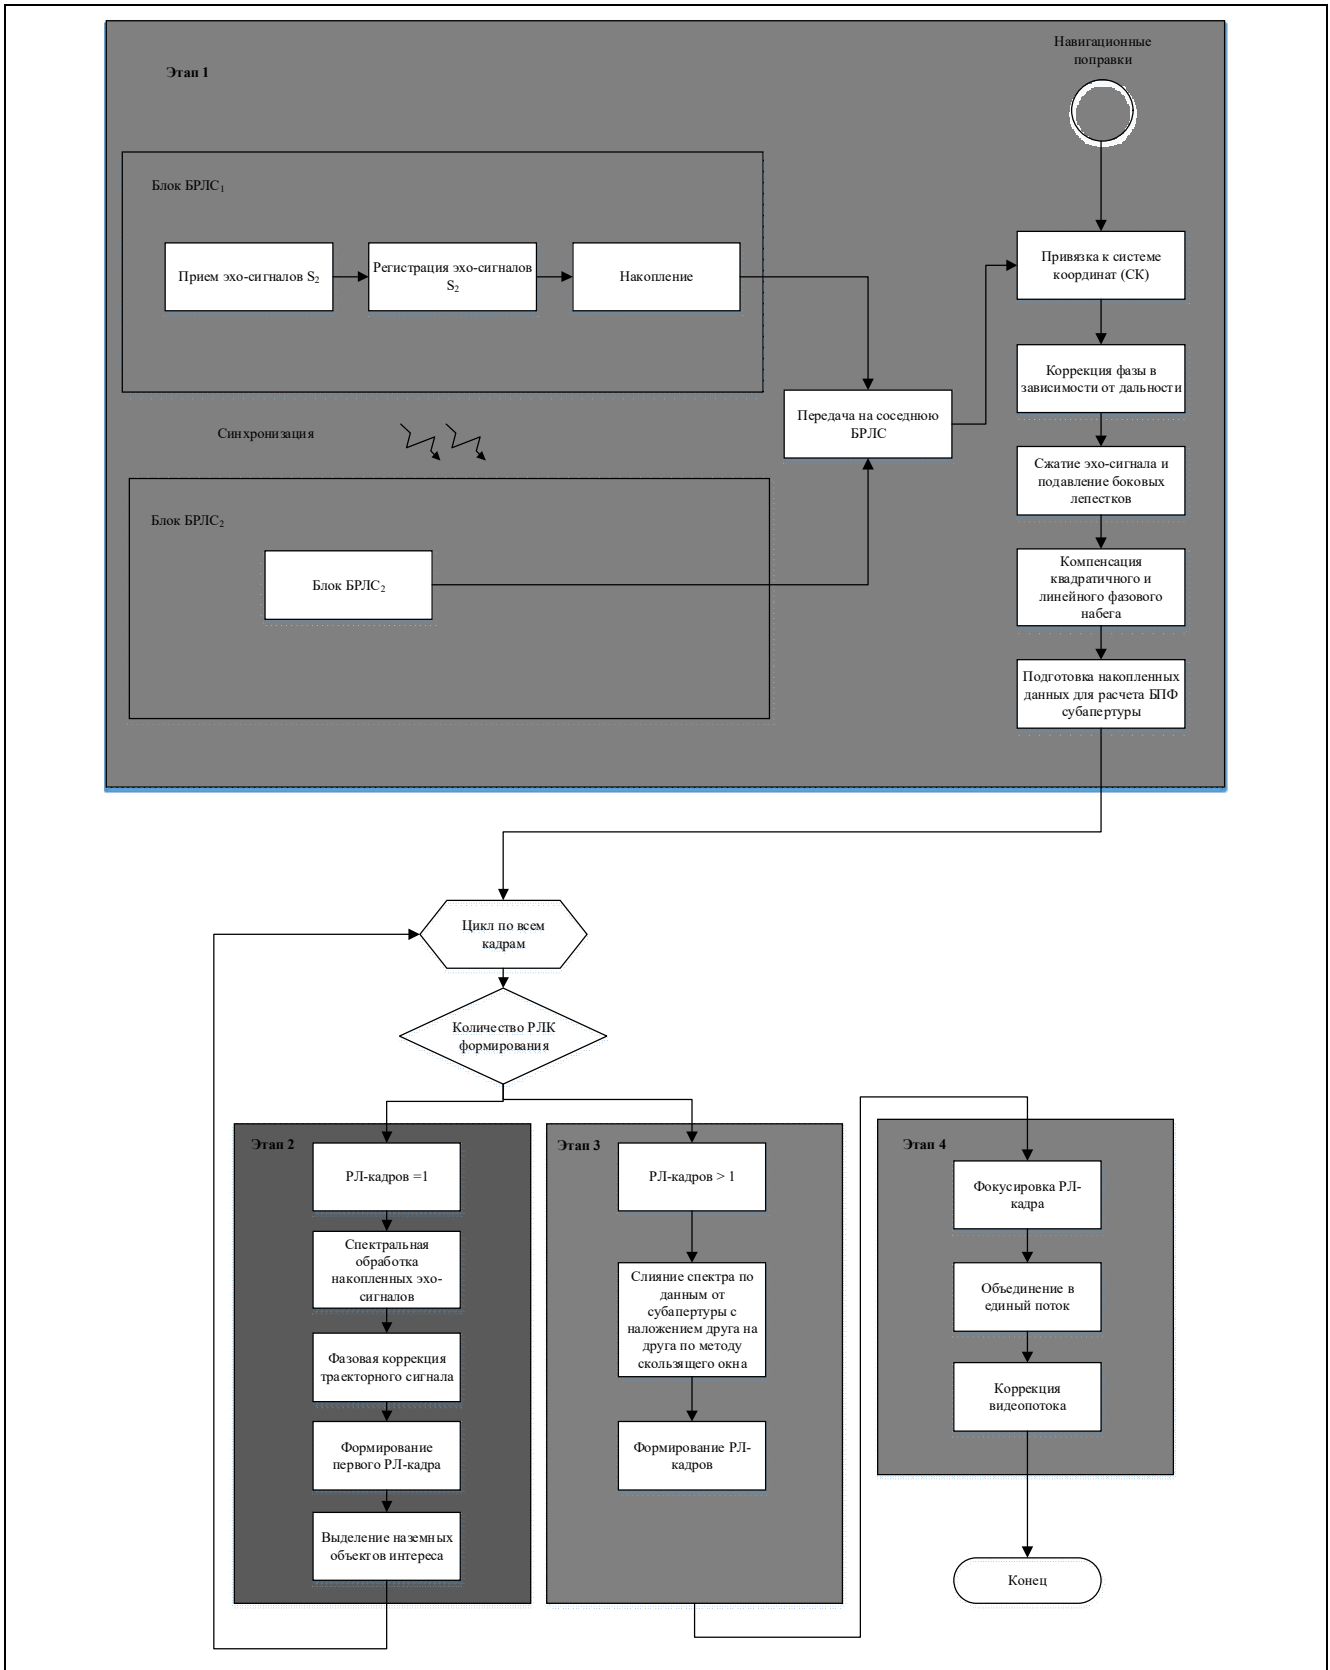 Навигационные
поправки
Этап 1
Блок БРЛС₁
Прием эхо-сигналов S₂
Регистрация эхо-сигналов
S₂
Накопление
Привязка к системе
координат (СК)
Коррекция фазы в
зависимости от дальности
Передача на соседнюю
БРЛС
Синхронизация
Сжатие эхо-сигнала и
подавление боковых
лепестков
Блок БРЛС₂
Блок БРЛС₂
Компенсация
квадратичного и
линейного фазового
набега
Подготовка накопленных
данных для расчета БПФ
субапертуры
Цикл по всем
кадрам
Количество РЛК
формирования
Этап 2
РЛ-кадров =1
Спектральная
обработка
накопленных эхо-
сигналов
Фазовая коррекция
траекторного сигнала
Формирование
первого РЛ-кадра
Выделение наземных
объектов интереса
Этап 3
РЛ-кадров > 1
Слияние спектра по
данным от
субапертуры с
наложением друга на
друга по методу
скользящего окна
Формирование РЛ-
кадров
Этап 4
Фокусировка РЛ-
кадра
Объединение в
единый поток
Коррекция
видеопотока
Конец